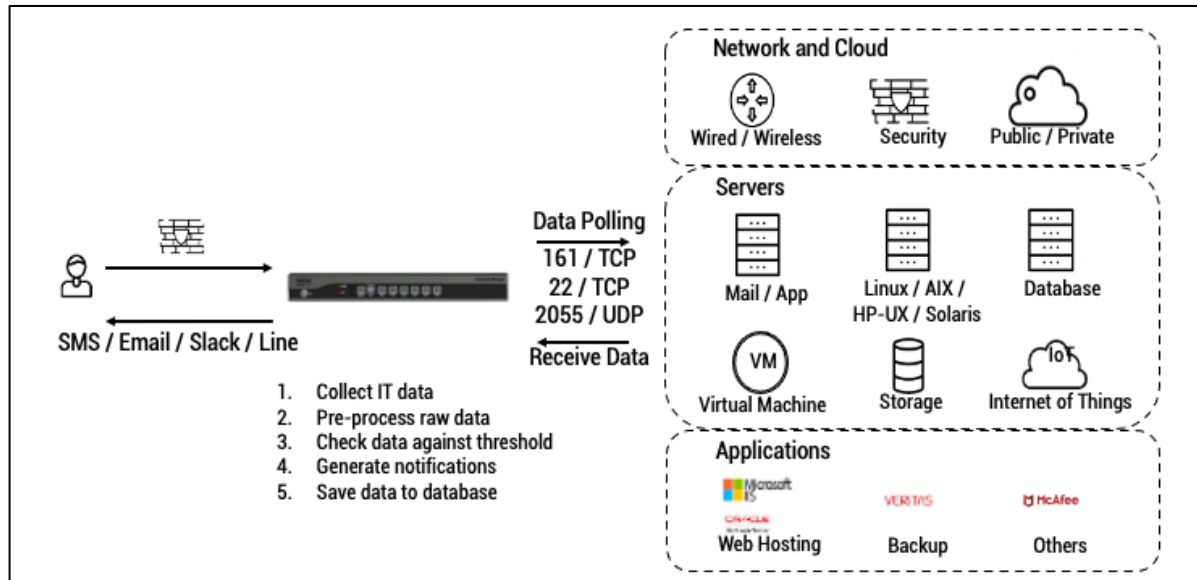 Network and Cloud
Wired / Wireless
Security
Public / Private
SMS / Email / Slack / Line
Data Polling
161 / TCP
22 / TCP
2055 / UDP
Receive Data
1. Collect IT data
2. Pre-process raw data
3. Check data against threshold
4. Generate notifications
5. Save data to database
Servers
Mail / App
Linux / AIX /
HP-UX / Solaris
Database
VM
Virtual Machine
Storage
IoT
Internet of Things
Applications
Microsoft
IIS
ORACLE
Web Hosting
VERITAS
Backup
McAfee
Others